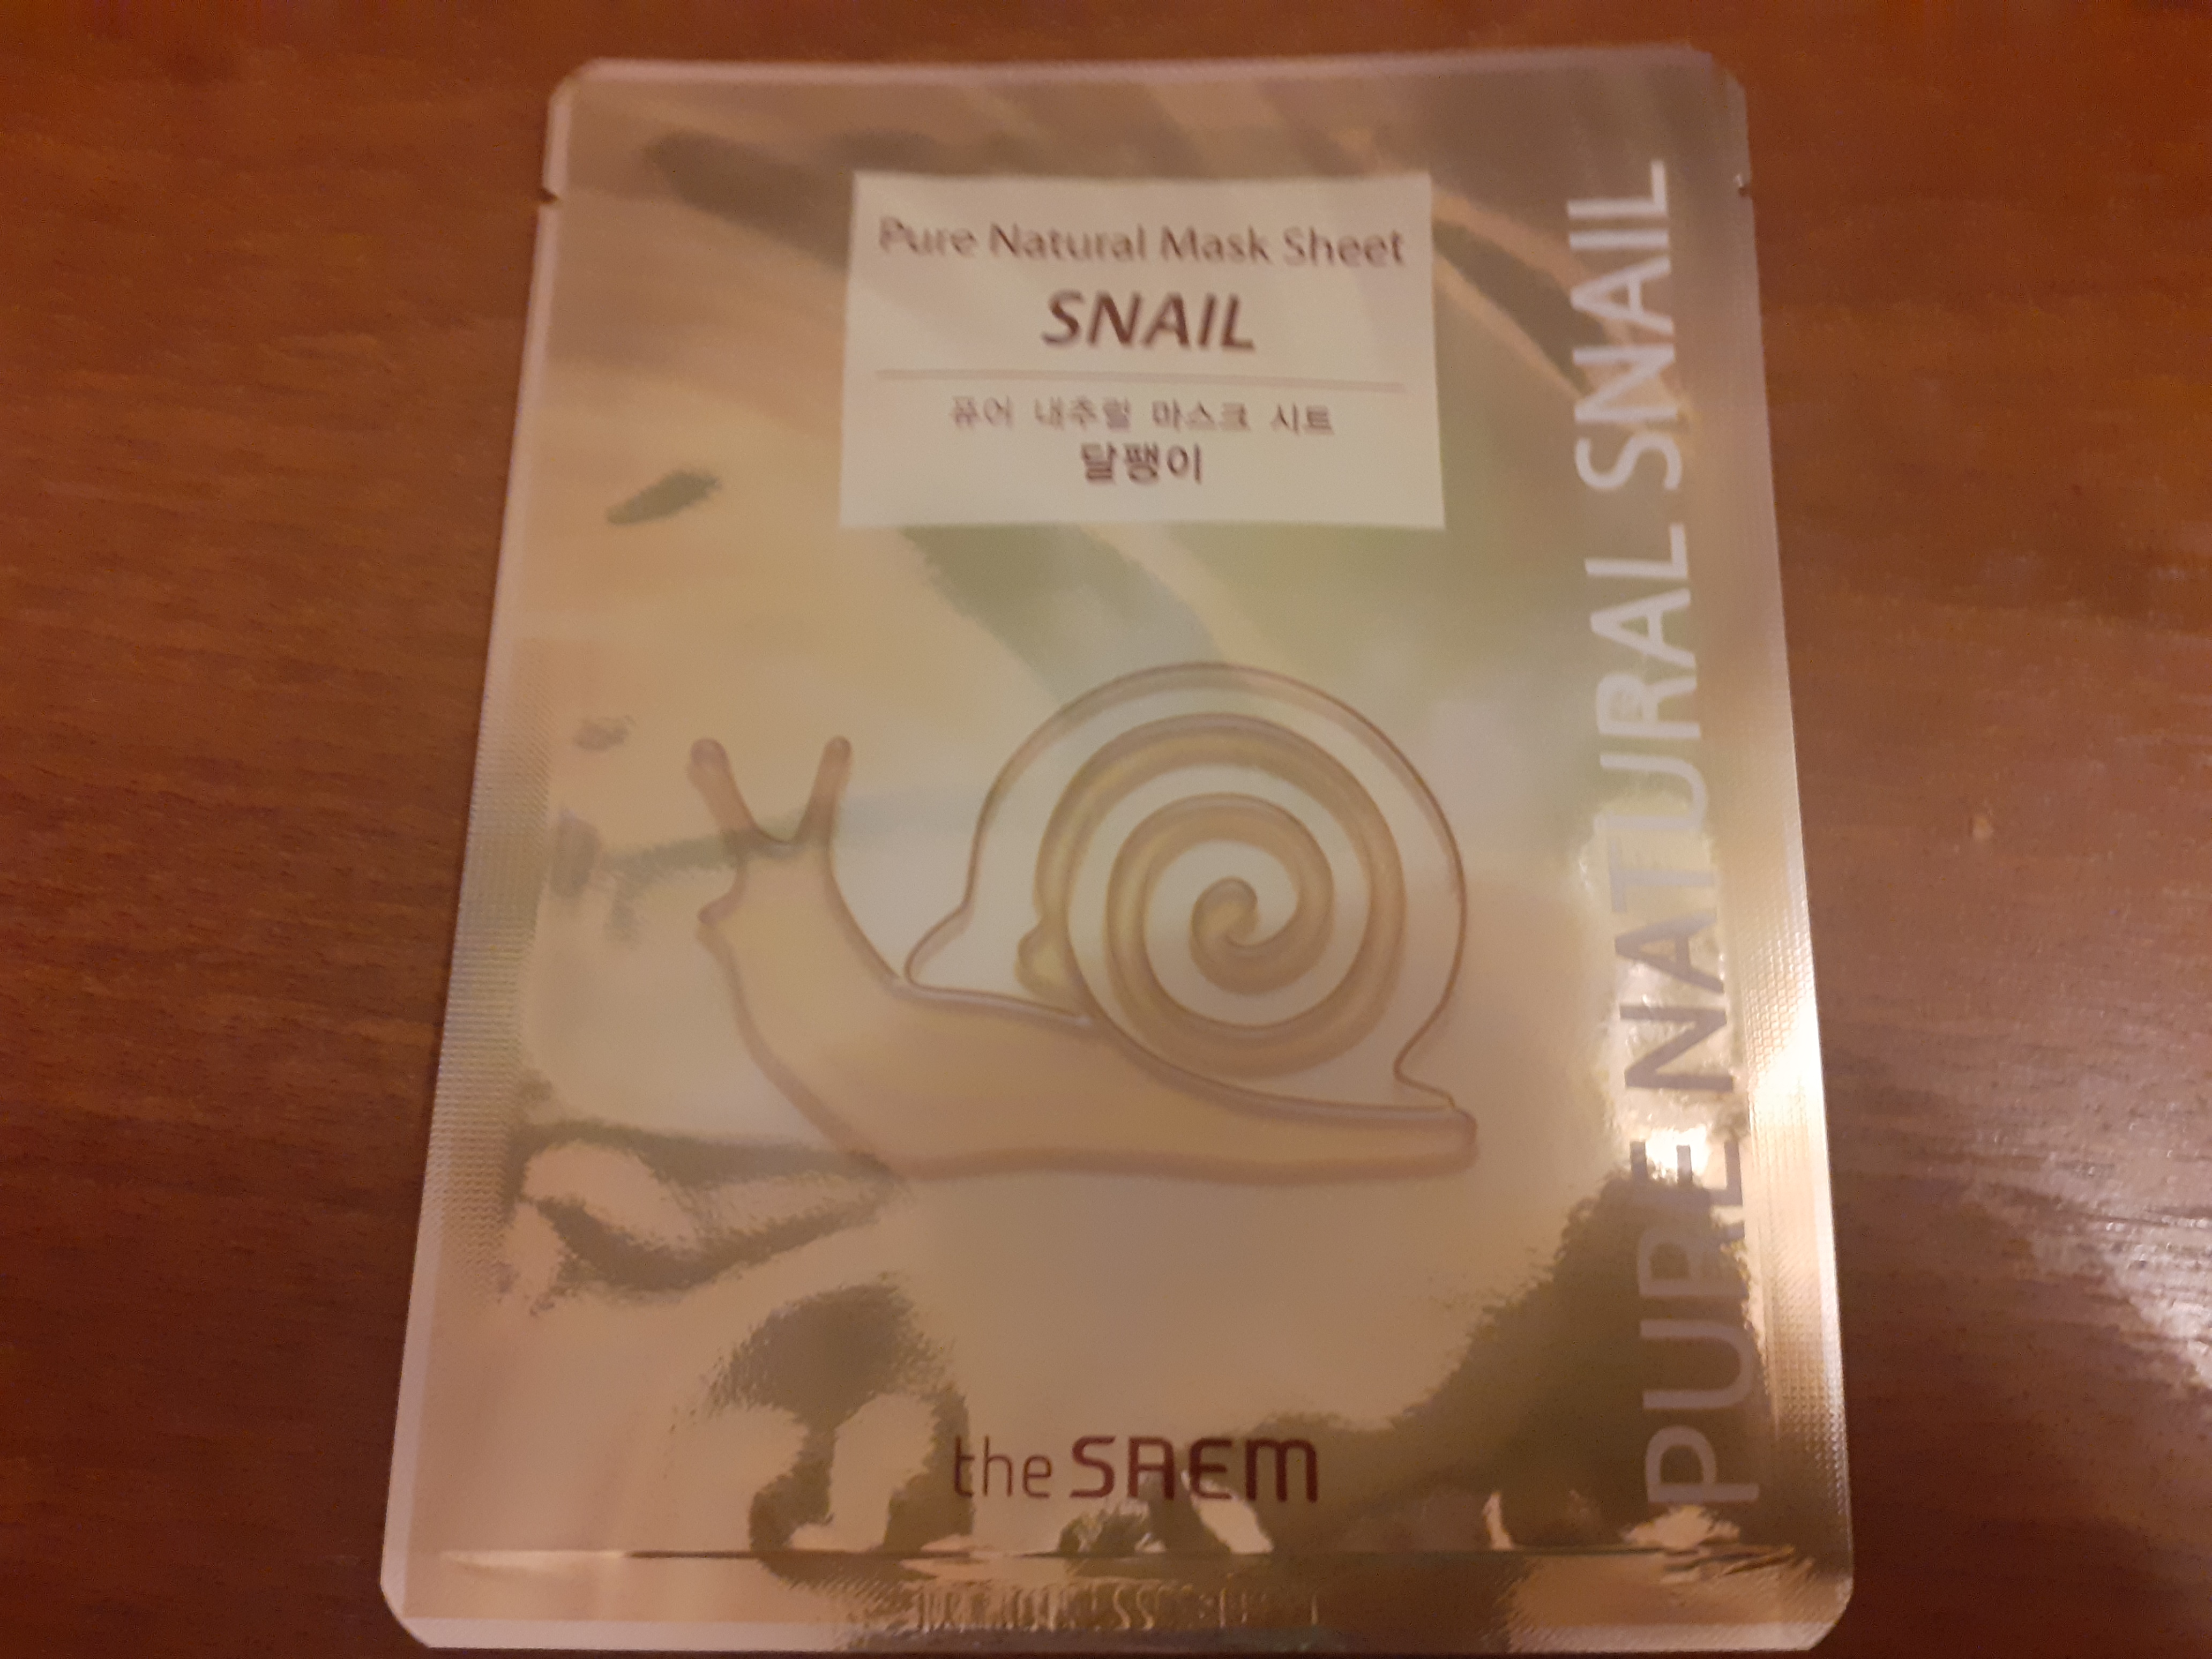 Pure Natural Mask Sheet
SNAIL
퓨어 내추럴 마스크 시트
달팽이
PURE NATURAL SNAIL
the SAEM